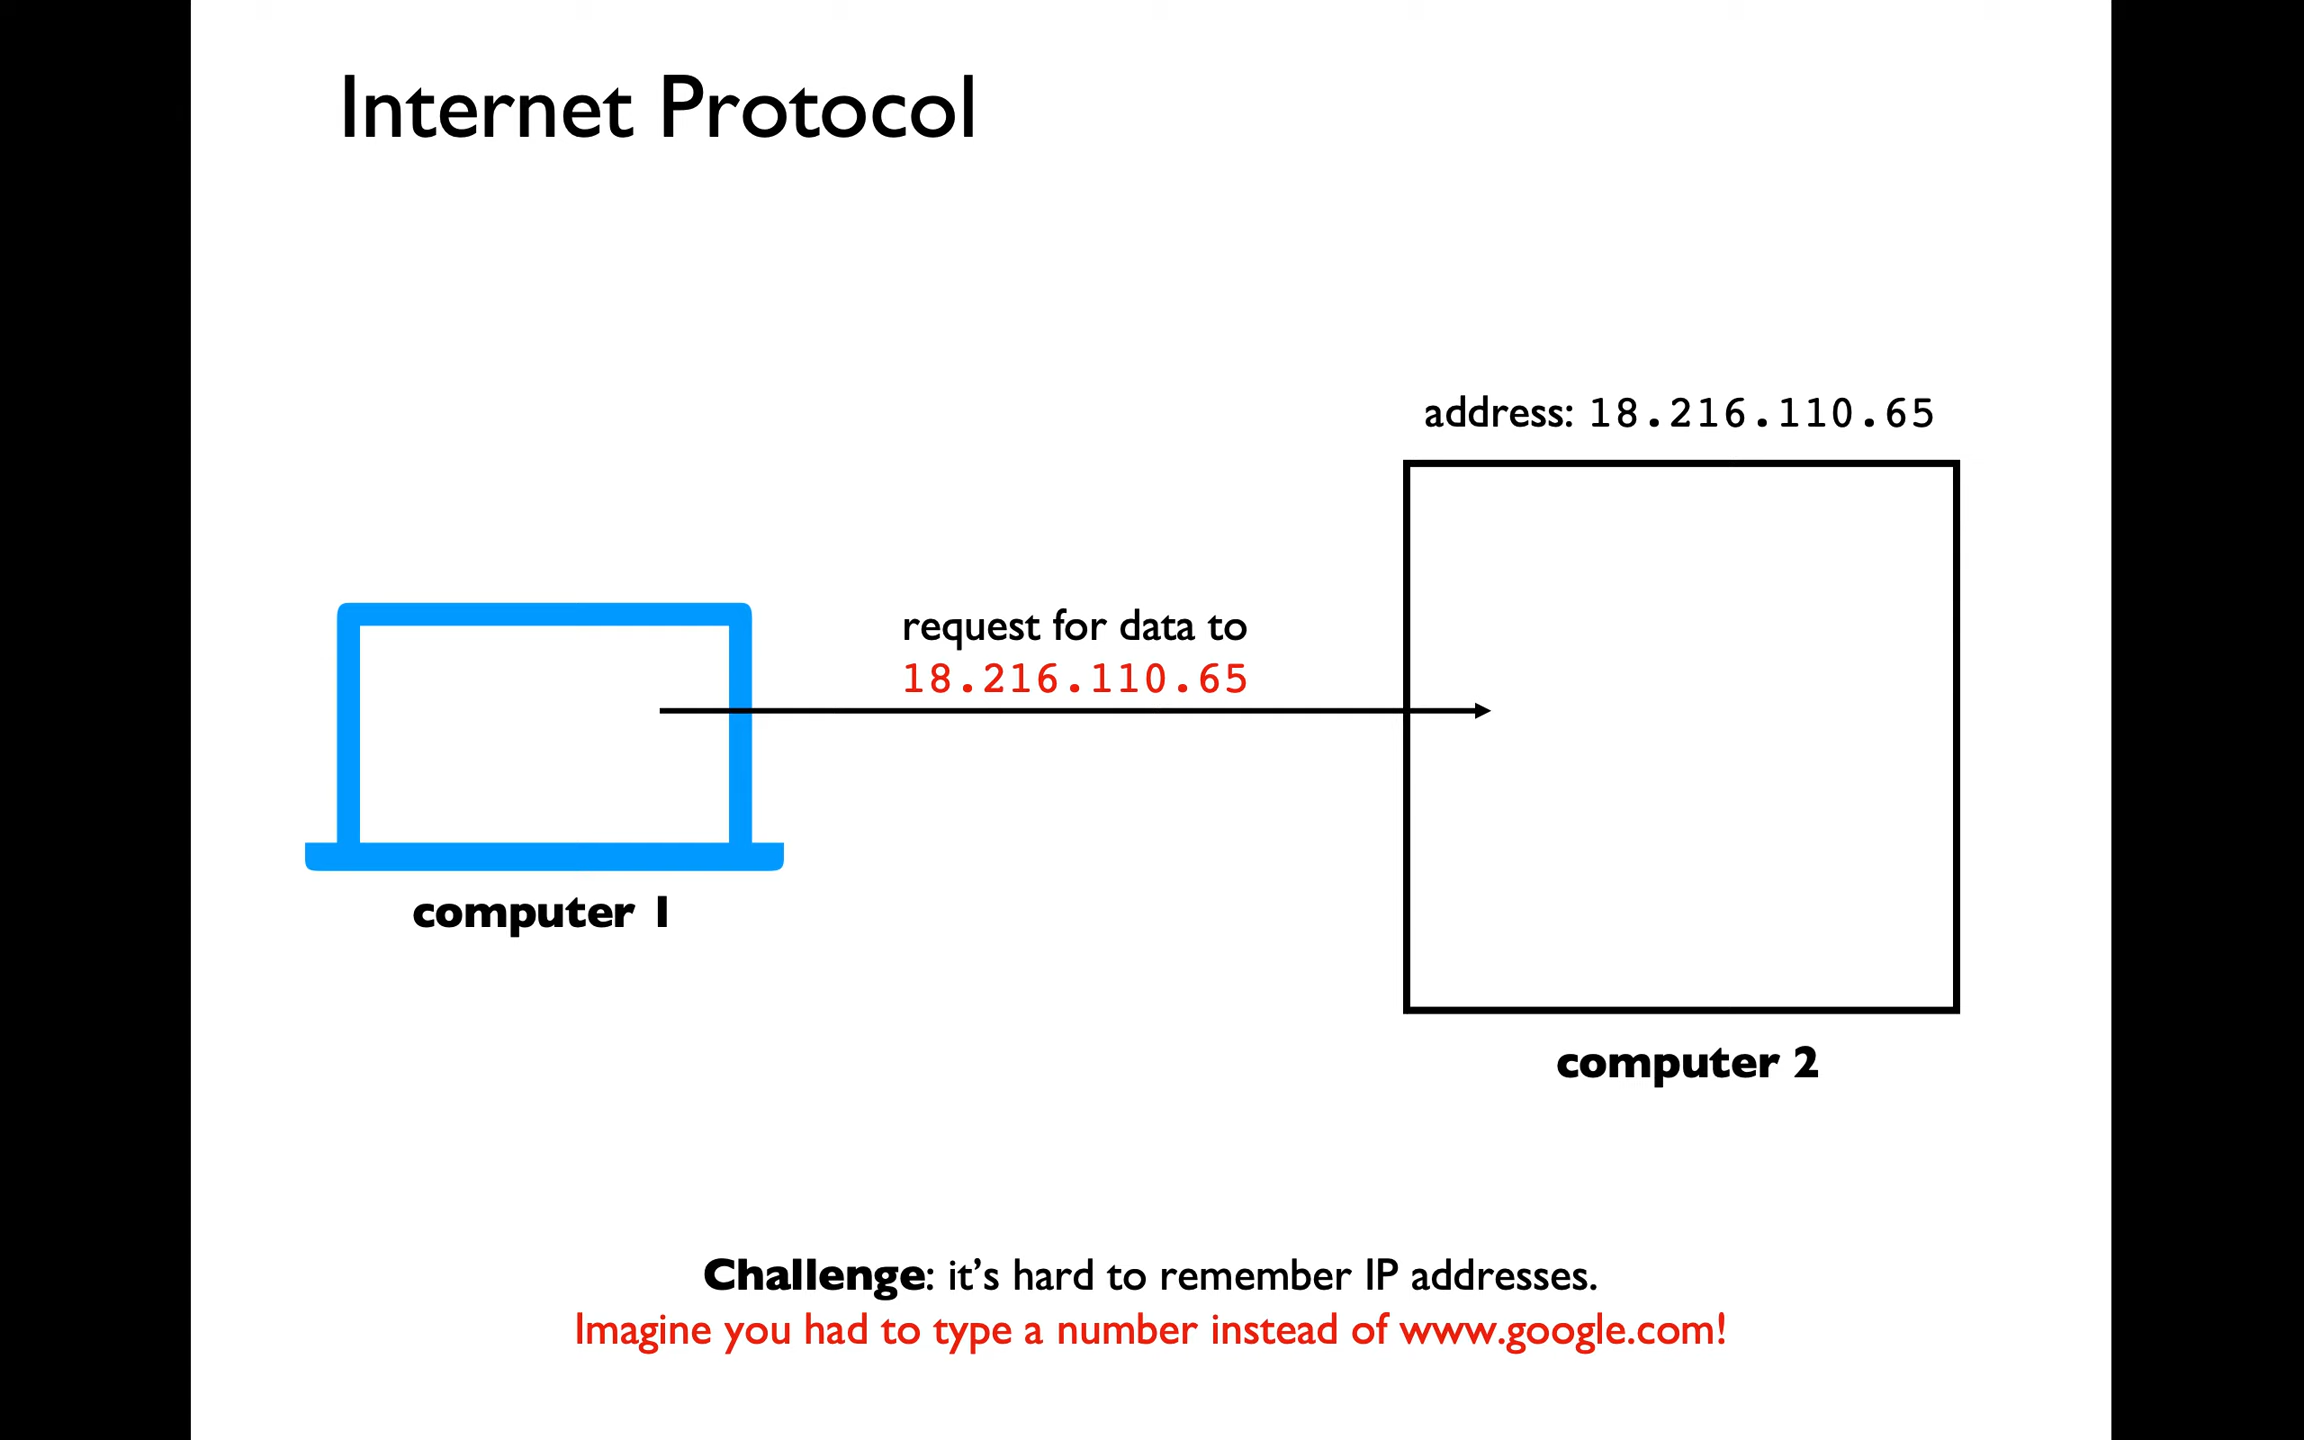 Internet Protocol
address: 18.216.110.65
request for data to
18.216.110.65
computer 1
computer 2
Challenge: it’s hard to remember IP addresses.
Imagine you had to type a number instead of www.google.com!